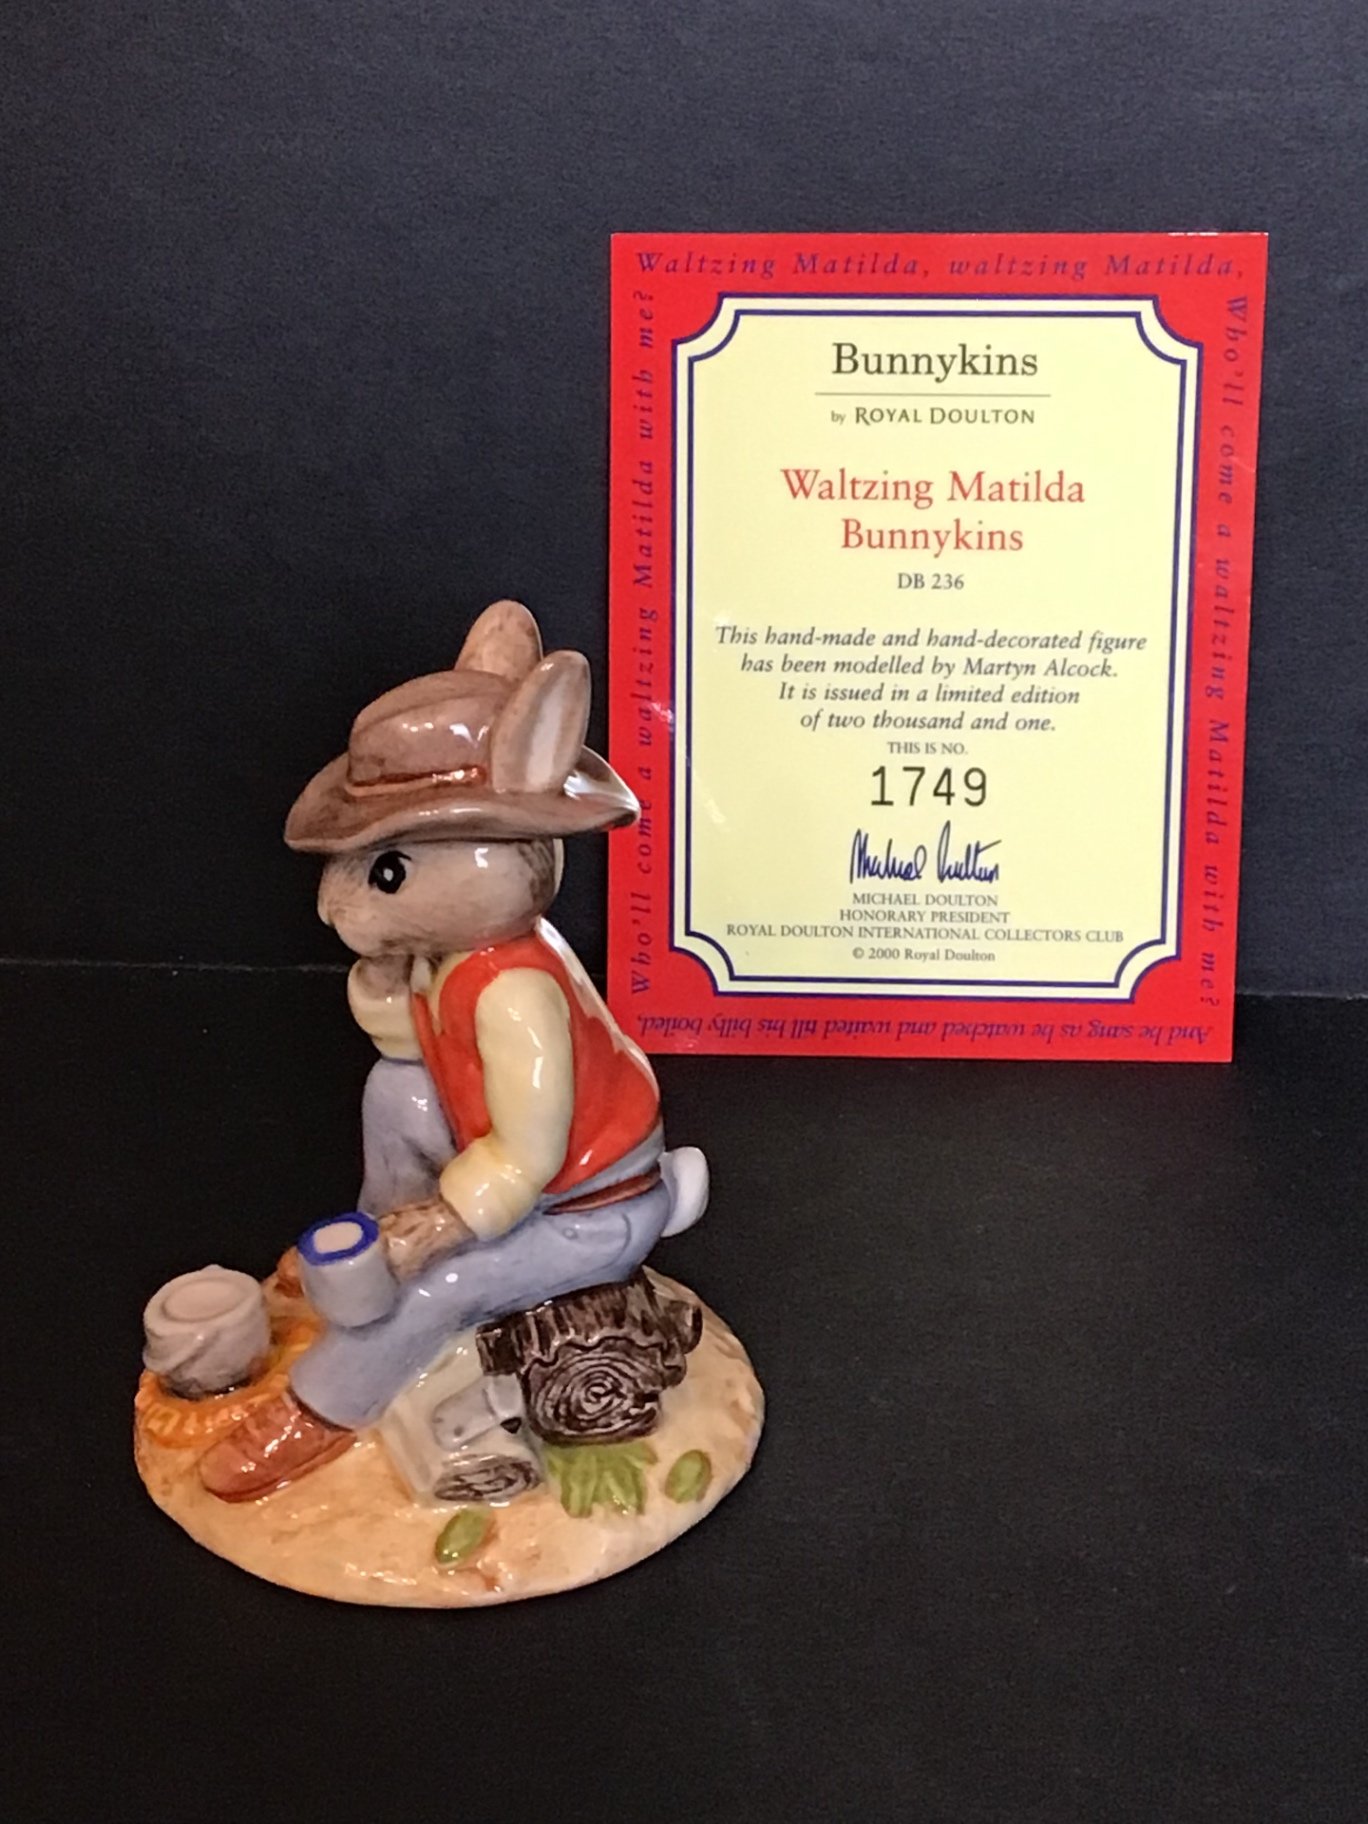 Waltzing Matilda, waltzing Matilda,
Who'll come a waltzing Matilda with me?
And he sang as he watched and waited till his billy boiled,
Who'll come a waltzing Matilda with me?
Bunnykins
by ROYAL DOULTON
Waltzing Matilda
Bunnykins
DB 236
This hand-made and hand-decorated figure
has been modelled by Martyn Alcock.
It is issued in a limited edition
of two thousand and one.
THIS IS NO.
1749
Michael Doulton
MICHAEL DOULTON
HONORARY PRESIDENT
ROYAL DOULTON INTERNATIONAL COLLECTORS CLUB
© 2000 Royal Doulton